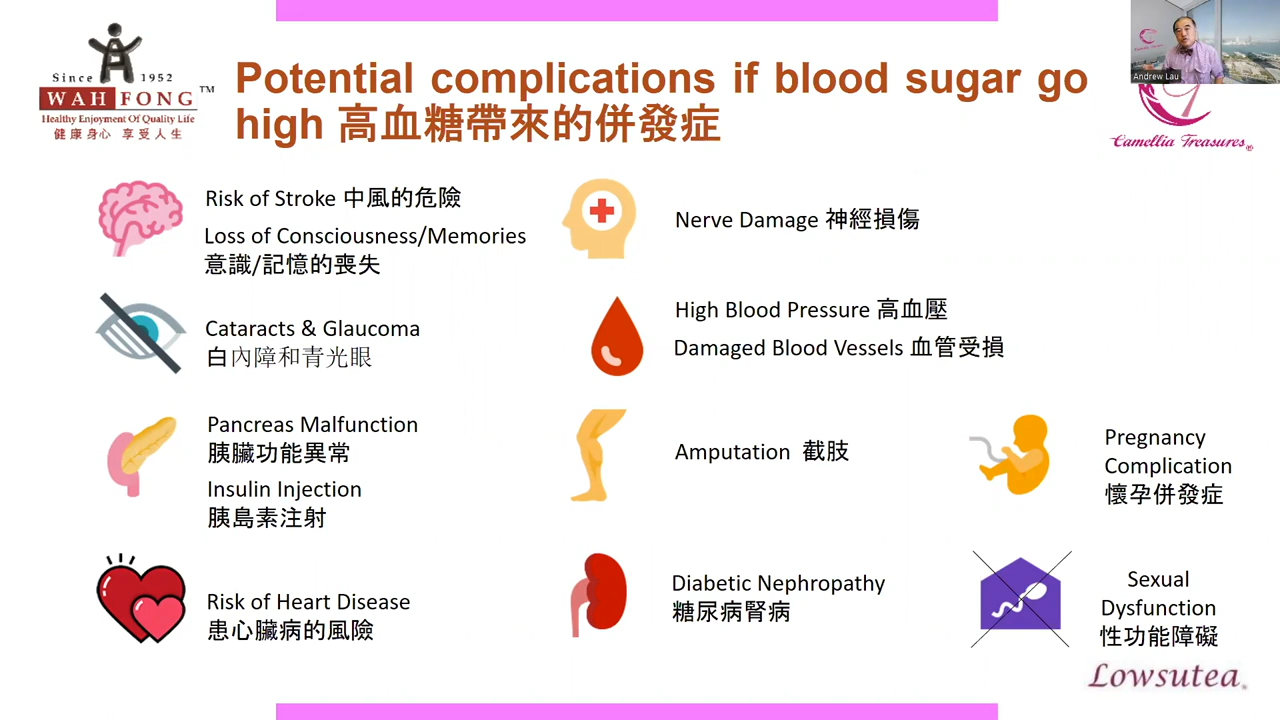 Since 1952
WAH FONG™
Healthy Enjoyment Of Quality Life
健康身心 享受人生
Potential complications if blood sugar go
high 高血糖帶來的併發症
Andrew Lau
Camellia Treasures®
Risk of Stroke 中風的危險
Loss of Consciousness/Memories
意識/記憶的喪失
Nerve Damage 神經損傷
Cataracts & Glaucoma
白內障和青光眼
High Blood Pressure 高血壓
Damaged Blood Vessels 血管受損
Pancreas Malfunction
胰臟功能異常
Insulin Injection
胰島素注射
Amputation 截肢
Pregnancy
Complication
懷孕併發症
Risk of Heart Disease
患心臟病的風險
Diabetic Nephropathy
糖尿病腎病
Sexual
Dysfunction
性功能障礙
Lowsutea®